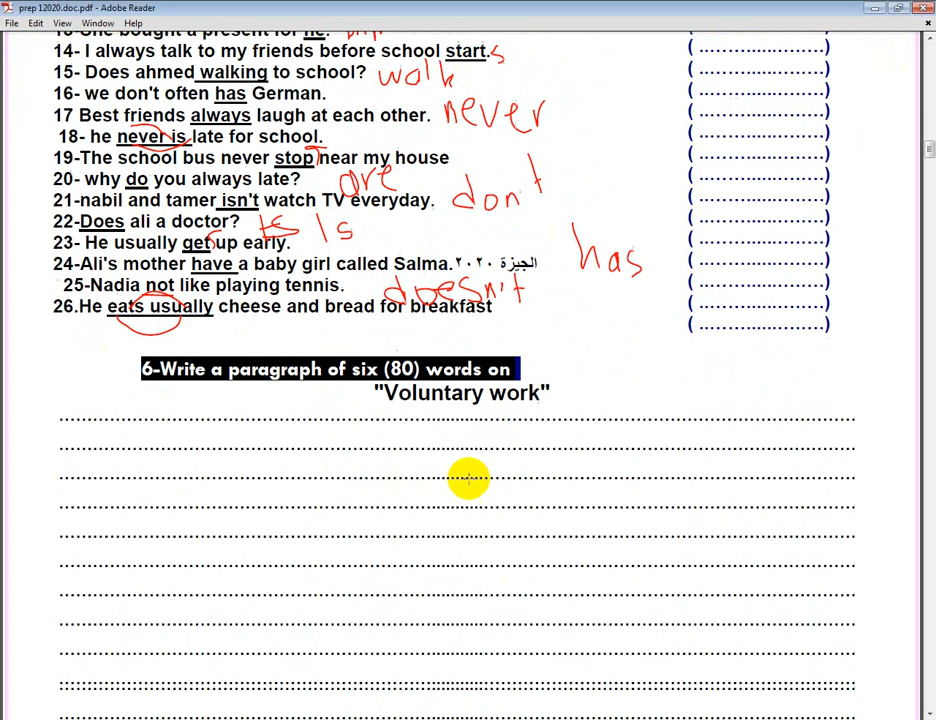 prep 12020.doc.pdf - Adobe Reader
File Edit View Window Help
14- I always talk to my friends before school start. s
15- Does ahmed walking to school? walk
16- we don't often has German.
17 Best friends always laugh at each other. never
18- he never is late for school.
19-The school bus never stop near my house
20- why do you always late? are
21-nabil and tamer isn't watch TV everyday. don't
22-Does ali a doctor? Is Is
23- He usually get up early. s
24-Ali's mother have a baby girl called Salma. الجيزة ٢٠٢٠ has
25-Nadia not like playing tennis. doesn't
26.He eats usually cheese and bread for breakfast
6-Write a paragraph of six (80) words on
"Voluntary work"